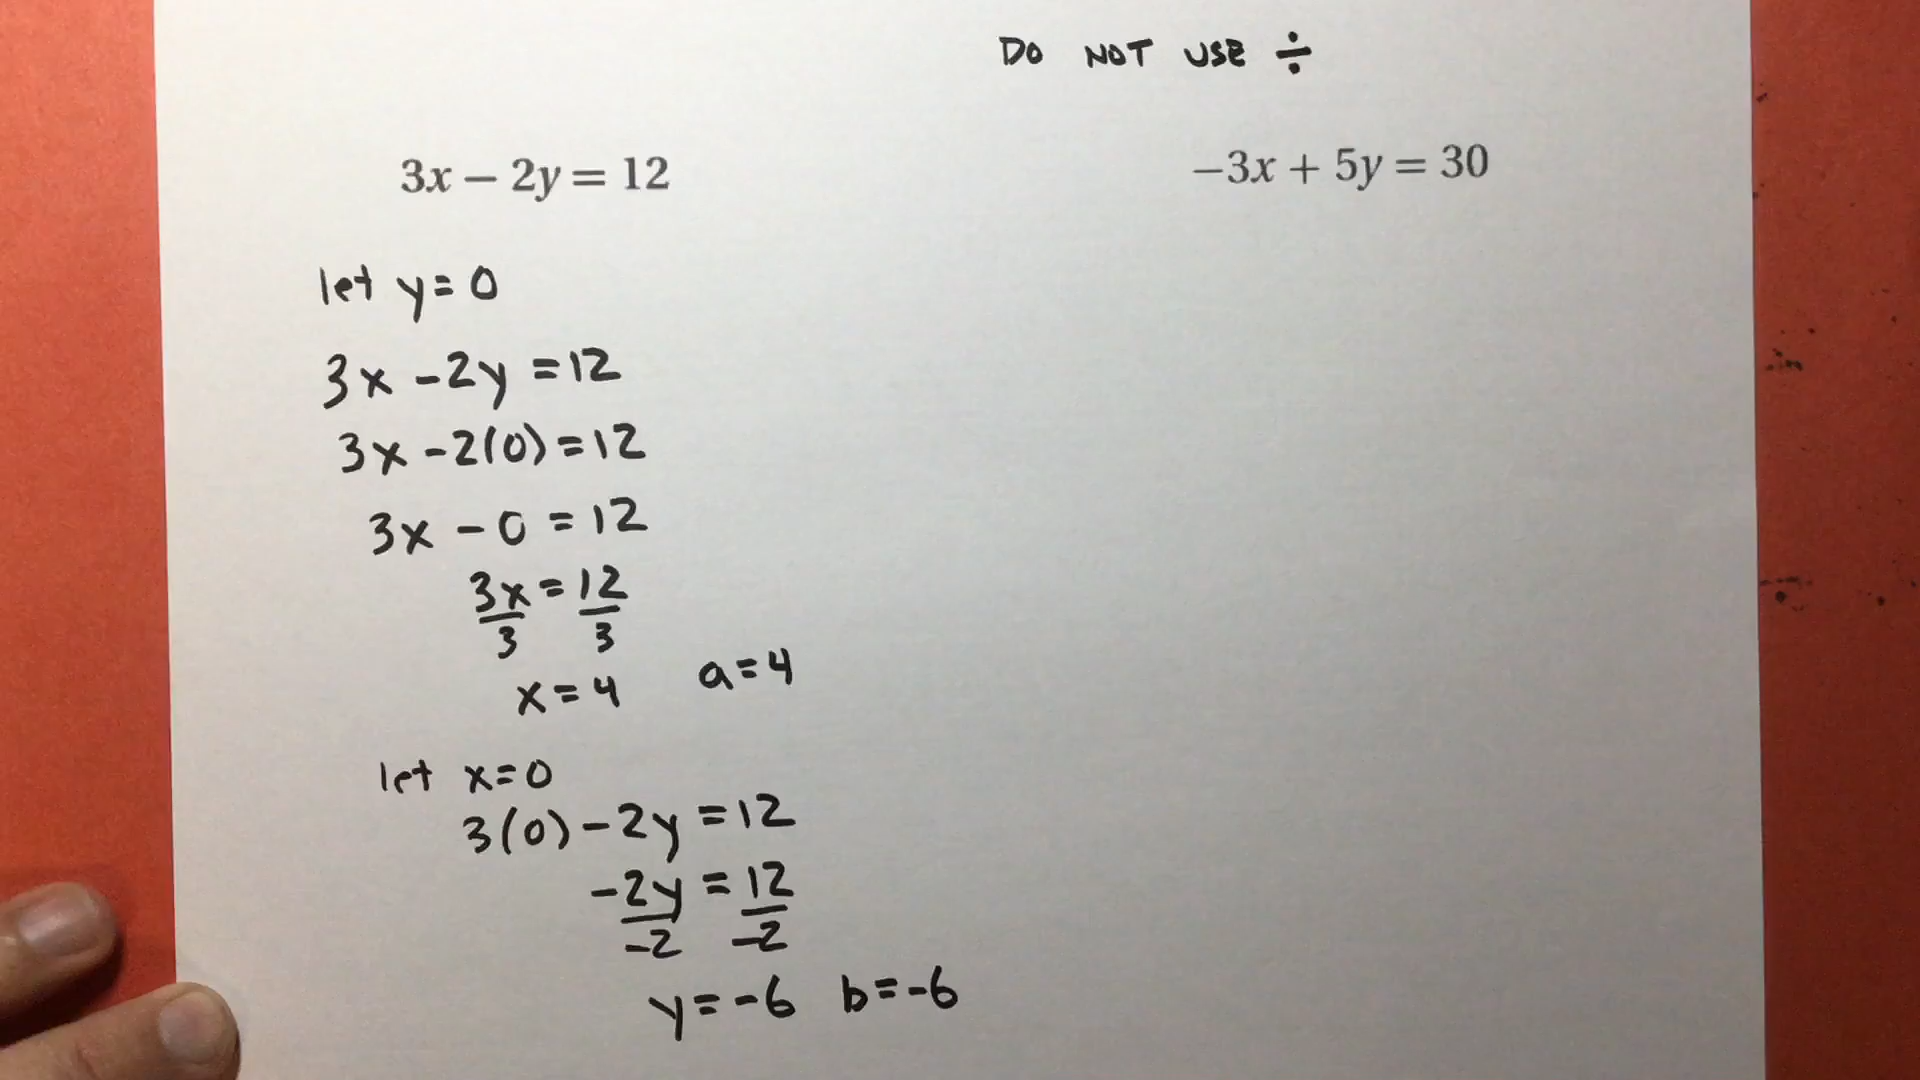 DO NOT USE ÷
3x − 2y = 12
−3x + 5y = 30
let y=0
3x -2y =12
3x -2(0) =12
3x - 0 =12
3x = 12
3 3
x = 4 a=4
let x=0
3(0) - 2y =12
-2y = 12
-2 -2
y = -6 b=-6